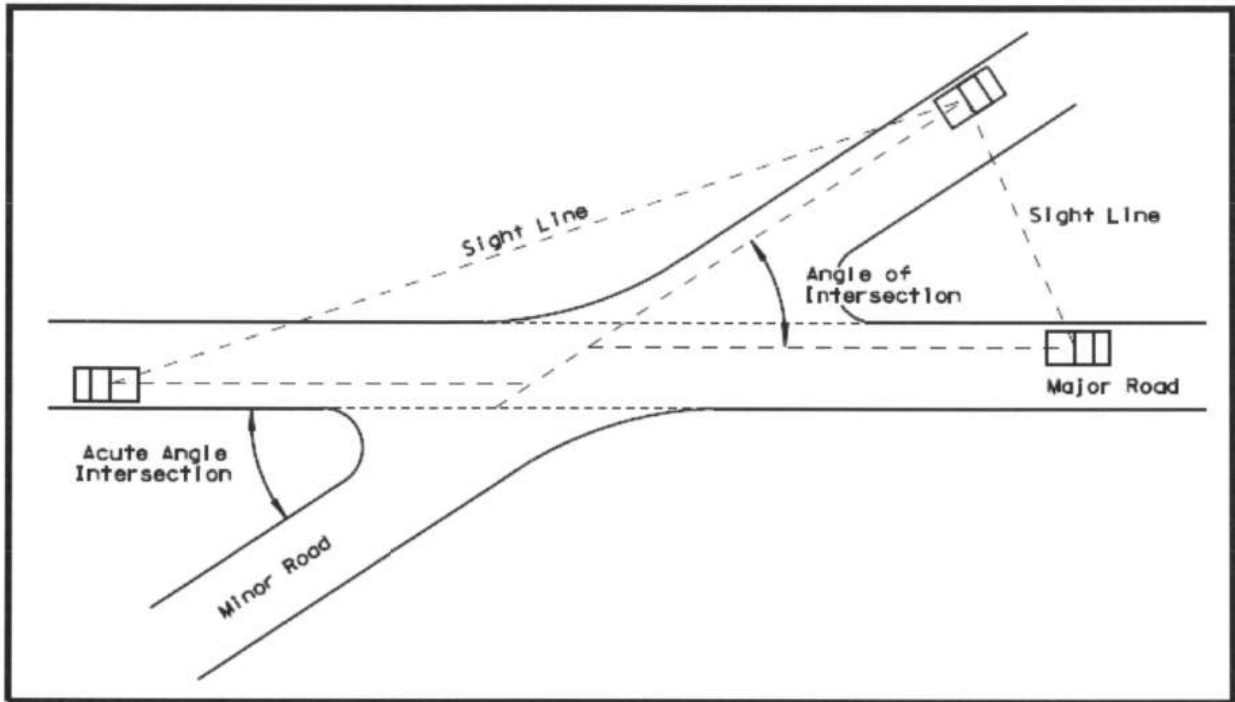 Sight Line
Sight Line
Angle of
Intersection
Major Road
Acute Angle
Intersection
Minor Road